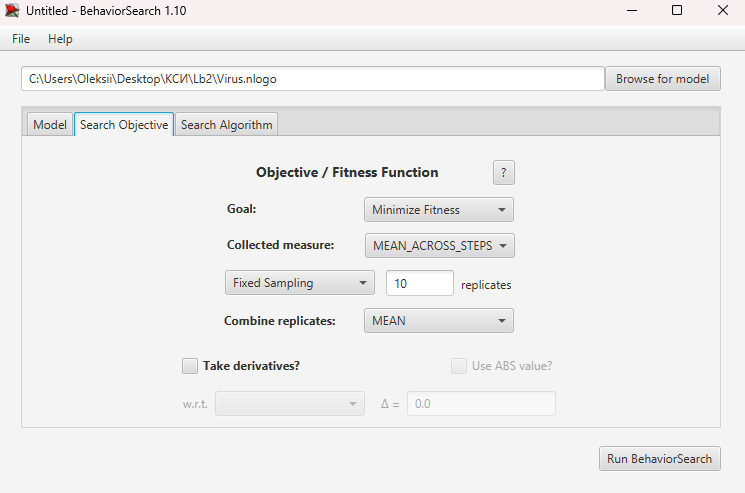 Untitled - BehaviorSearch 1.10
File Help
C:\Users\Oleksii\Desktop\КСИ\Lb2\Virus.nlogo Browse for model
Model Search Objective Search Algorithm
Objective / Fitness Function ?
Goal: Minimize Fitness
Collected measure: MEAN_ACROSS_STEPS
Fixed Sampling 10 replicates
Combine replicates: MEAN
Take derivatives? Use ABS value?
w.r.t. Δ = 0.0
Run BehaviorSearch